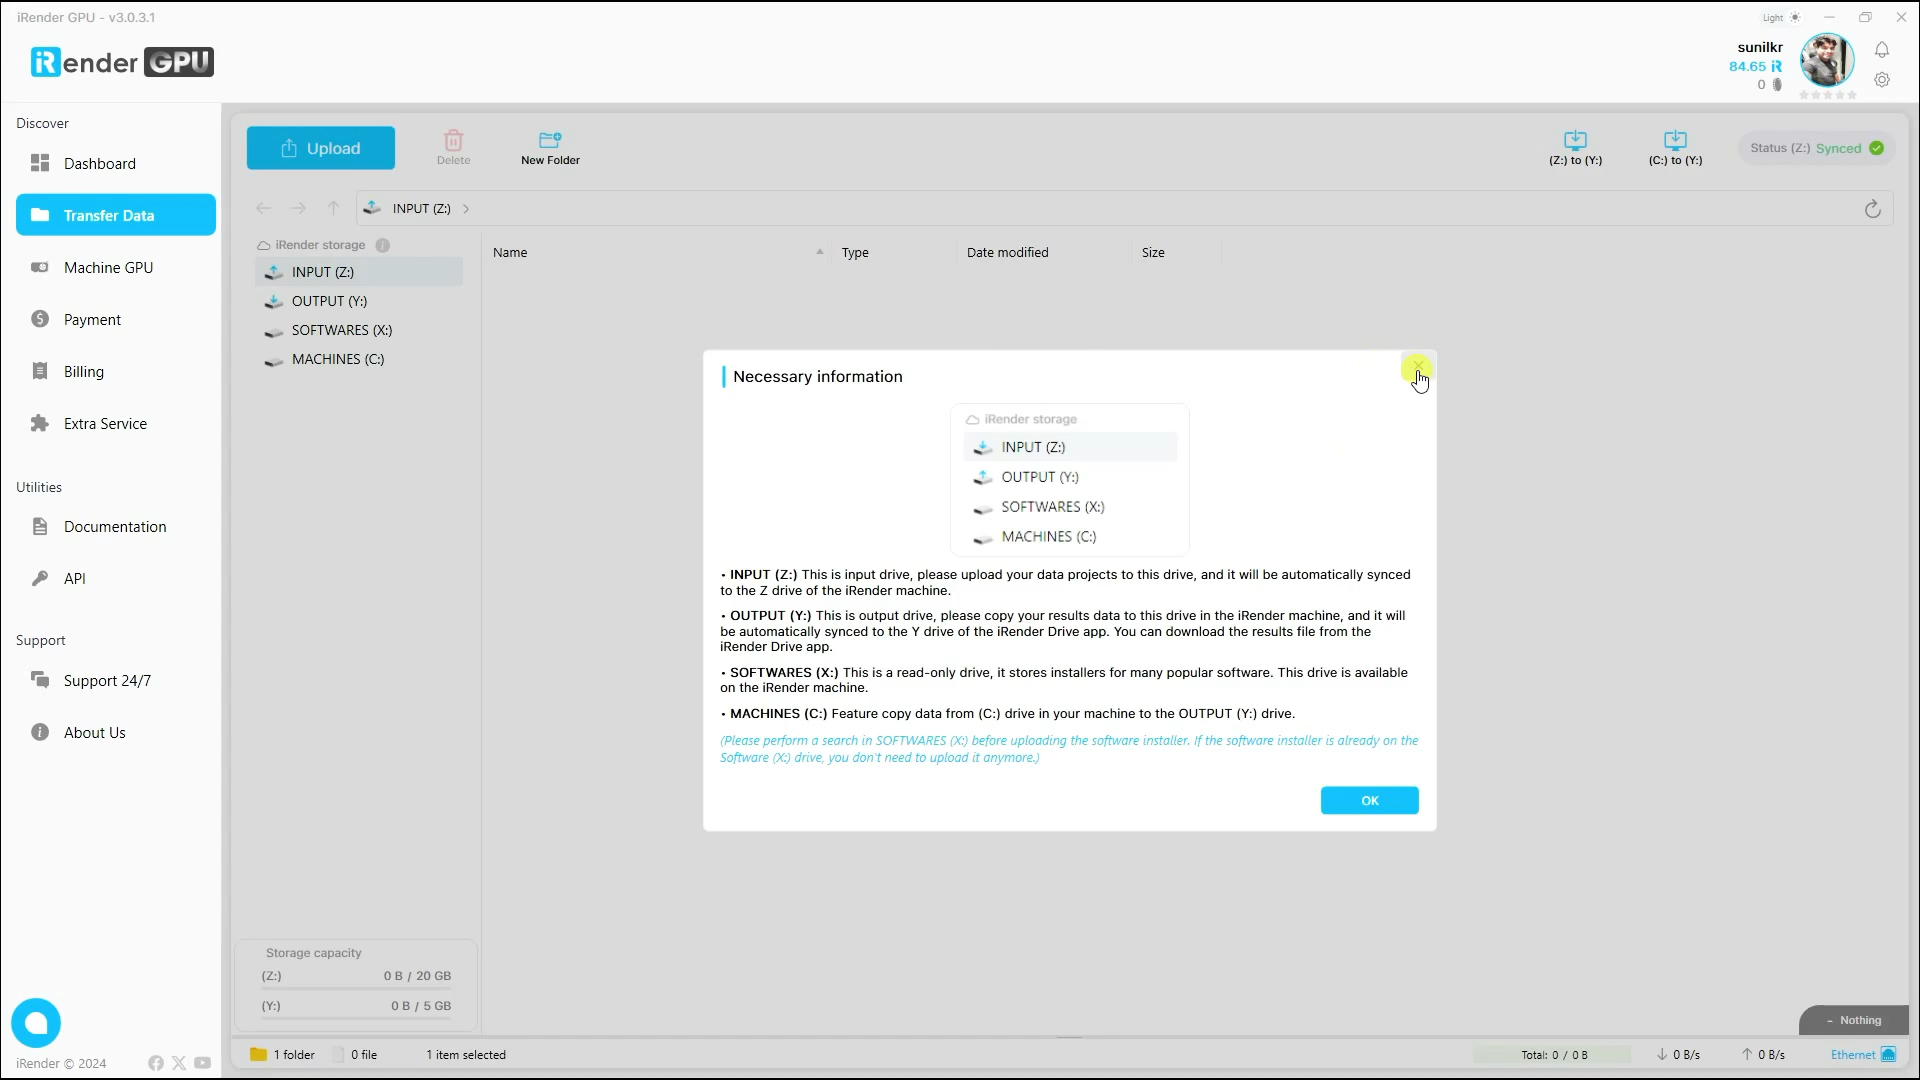 iRender GPU - v3.0.3.1
Light
iRender GPU
sunilkr
84.65 iR
0
Discover
Dashboard
Transfer Data
Machine GPU
Payment
Billing
Extra Service
Utilities
Documentation
API
Support
Support 24/7
About Us
iRender © 2024
Upload
Delete
New Folder
(Z:) to (Y:)
(C:) to (Y:)
Status (Z:) Synced
INPUT (Z:)
iRender storage
INPUT (Z:)
OUTPUT (Y:)
SOFTWARES (X:)
MACHINES (C:)
Name
Type
Date modified
Size
Necessary information
iRender storage
INPUT (Z:)
OUTPUT (Y:)
SOFTWARES (X:)
MACHINES (C:)
• INPUT (Z:) This is input drive, please upload your data projects to this drive, and it will be automatically synced
to the Z drive of the iRender machine.
• OUTPUT (Y:) This is output drive, please copy your results data to this drive in the iRender machine, and it will
be automatically synced to the Y drive of the iRender Drive app. You can download the results file from the
iRender Drive app.
• SOFTWARES (X:) This is a read-only drive, it stores installers for many popular software. This drive is available
on the iRender machine.
• MACHINES (C:) Feature copy data from (C:) drive in your machine to the OUTPUT (Y:) drive.
(Please perform a search in SOFTWARES (X:) before uploading the software installer. If the software installer is already on the
Software (X:) drive, you don't need to upload it anymore.)
OK
Storage capacity
(Z:) 0 B / 20 GB
(Y:) 0 B / 5 GB
- Nothing
1 folder
0 file
1 item selected
Total: 0 / 0 B
0 B/s
0 B/s
Ethernet